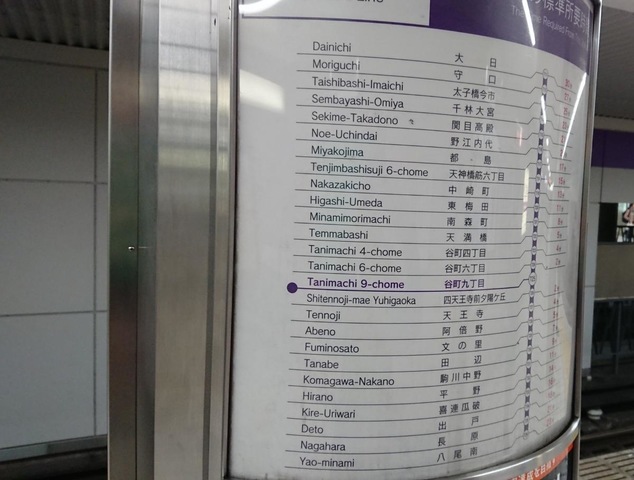 Dainichi 大日
Moriguchi 守口
Taishibashi-Imaichi 太子橋今市
Sembayashi-Omiya 千林大宮
Sekime-Takadono 関目高殿
Noe-Uchindai 野江内代
Miyakojima 都島
Tenjimbashisuji 6-chome 天神橋筋六丁目
Nakazakicho 中崎町
Higashi-Umeda 東梅田
Minamimorimachi 南森町
Temmabashi 天満橋
Tanimachi 4-chome 谷町四丁目
Tanimachi 6-chome 谷町六丁目
Tanimachi 9-chome 谷町九丁目
Shitennoji-mae Yuhigaoka 四天王寺前夕陽ケ丘
Tennoji 天王寺
Abeno 阿倍野
Fuminosato 文の里
Tanabe 田辺
Komagawa-Nakano 駒川中野
Hirano 平野
Kire-Uriwari 喜連瓜破
Deto 出戸
Nagahara 長原
Yao-minami 八尾南